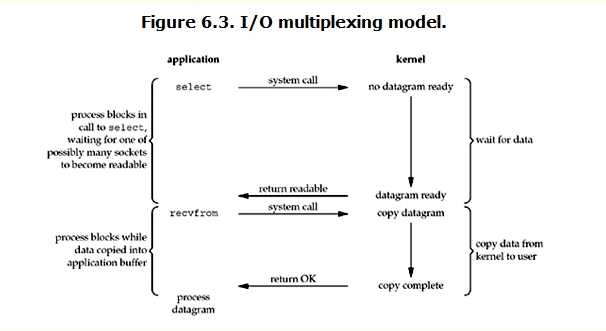 Figure 6.3. I/O multiplexing model.
application
kernel
select
system call
no datagram ready
process blocks in
call to select,
waiting for one of
possibly many sockets
to become readable
wait for data
return readable
datagram ready
recvfrom
system call
copy datagram
process blocks while
data copied into
application buffer
copy data from
kernel to user
return OK
copy complete
process
datagram